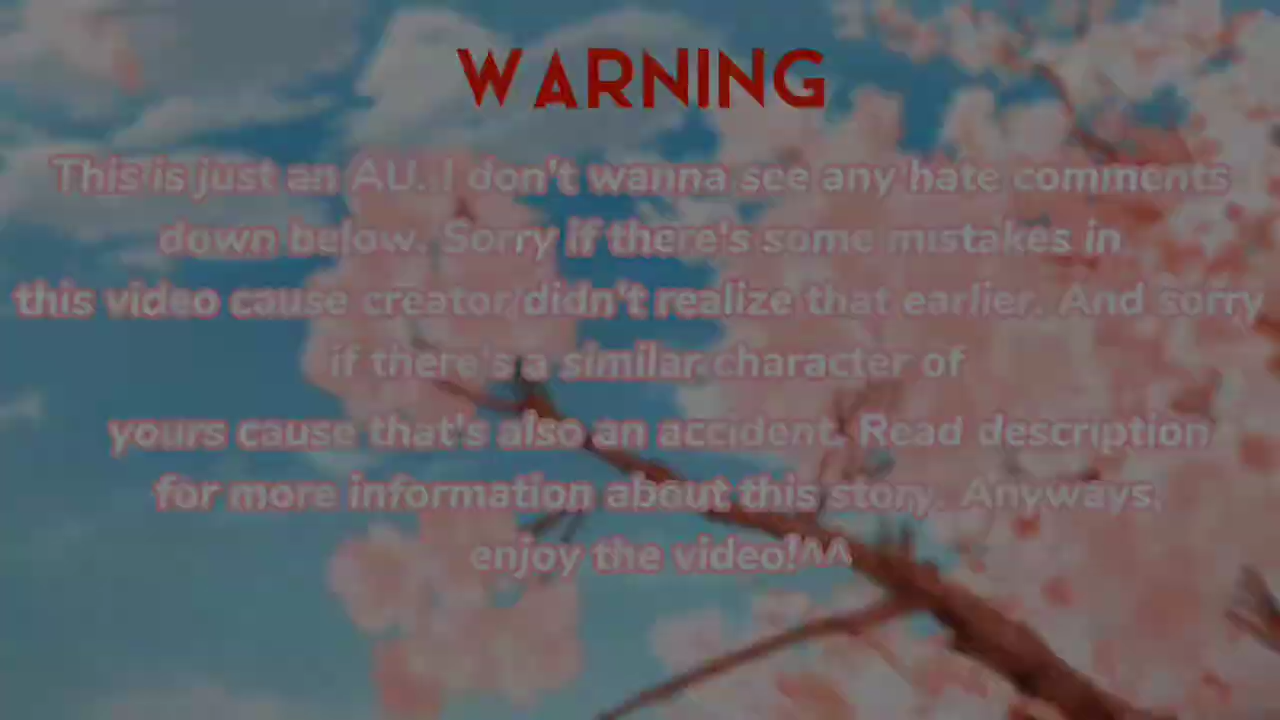 WARNING
This is just an AU. I don't wanna see any hate comments
down below. Sorry if there's some mistakes in
this video cause creator didn't realize that earlier. And sorry
if there's a similar character of
yours cause that's also an accident. Read description
for more information about this story. Anyways,
enjoy the video!^^